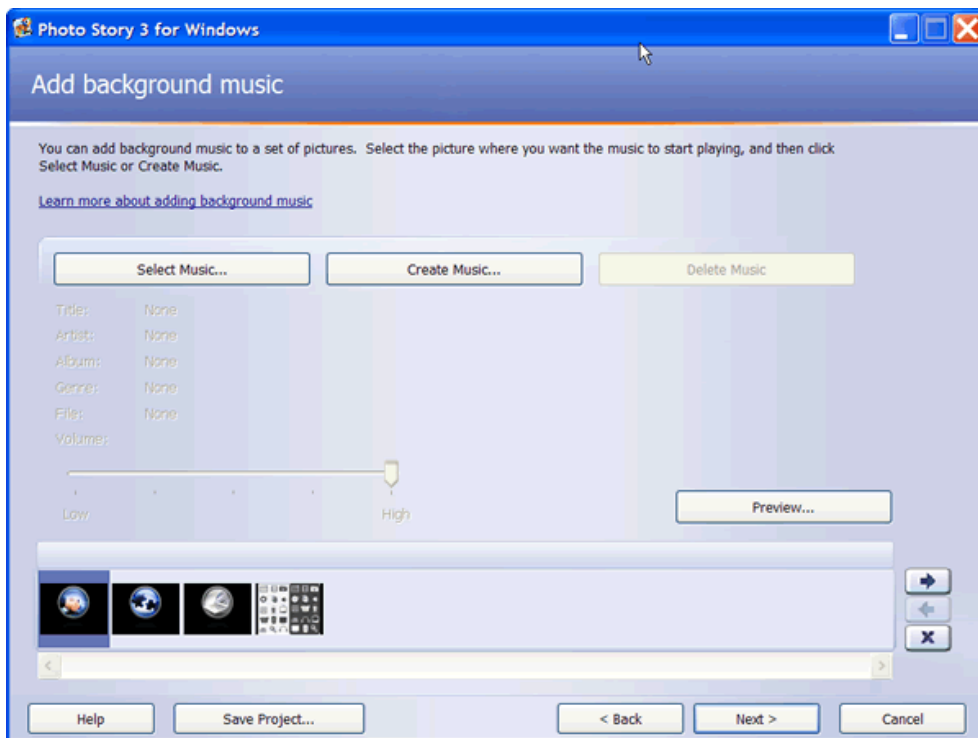 Photo Story 3 for Windows
Add background music
You can add background music to a set of pictures. Select the picture where you want the music to start playing, and then click
Select Music or Create Music.
Learn more about adding background music
Select Music... Create Music... Delete Music
Title: None
Artist: None
Album: None
Genre: None
File: None
Volume:
Low High
Preview...
Help Save Project... < Back Next > Cancel